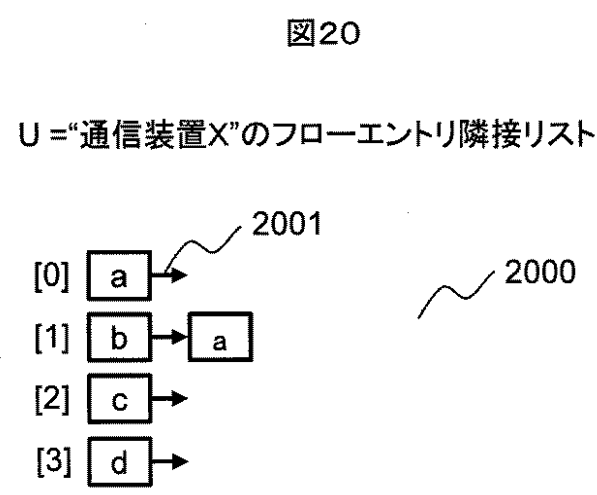 図20
U =“通信装置X”のフローエントリ隣接リスト
2001
[0] a
2000
[1] b a
[2] c
[3] d